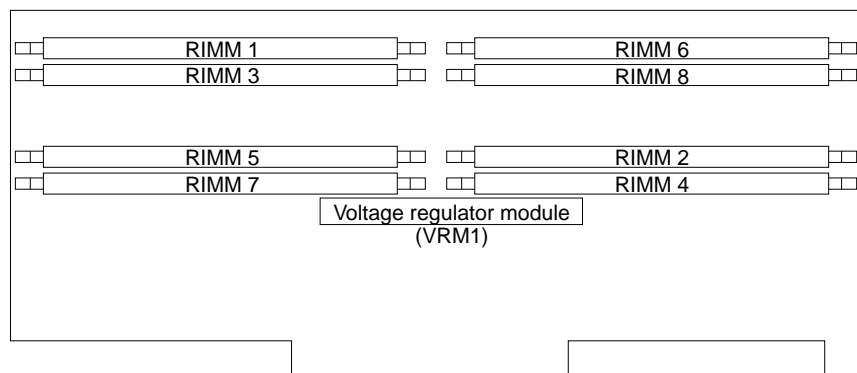 RIMM 1
RIMM 6
RIMM 3
RIMM 8
RIMM 5
RIMM 2
RIMM 7
RIMM 4
Voltage regulator module
(VRM1)